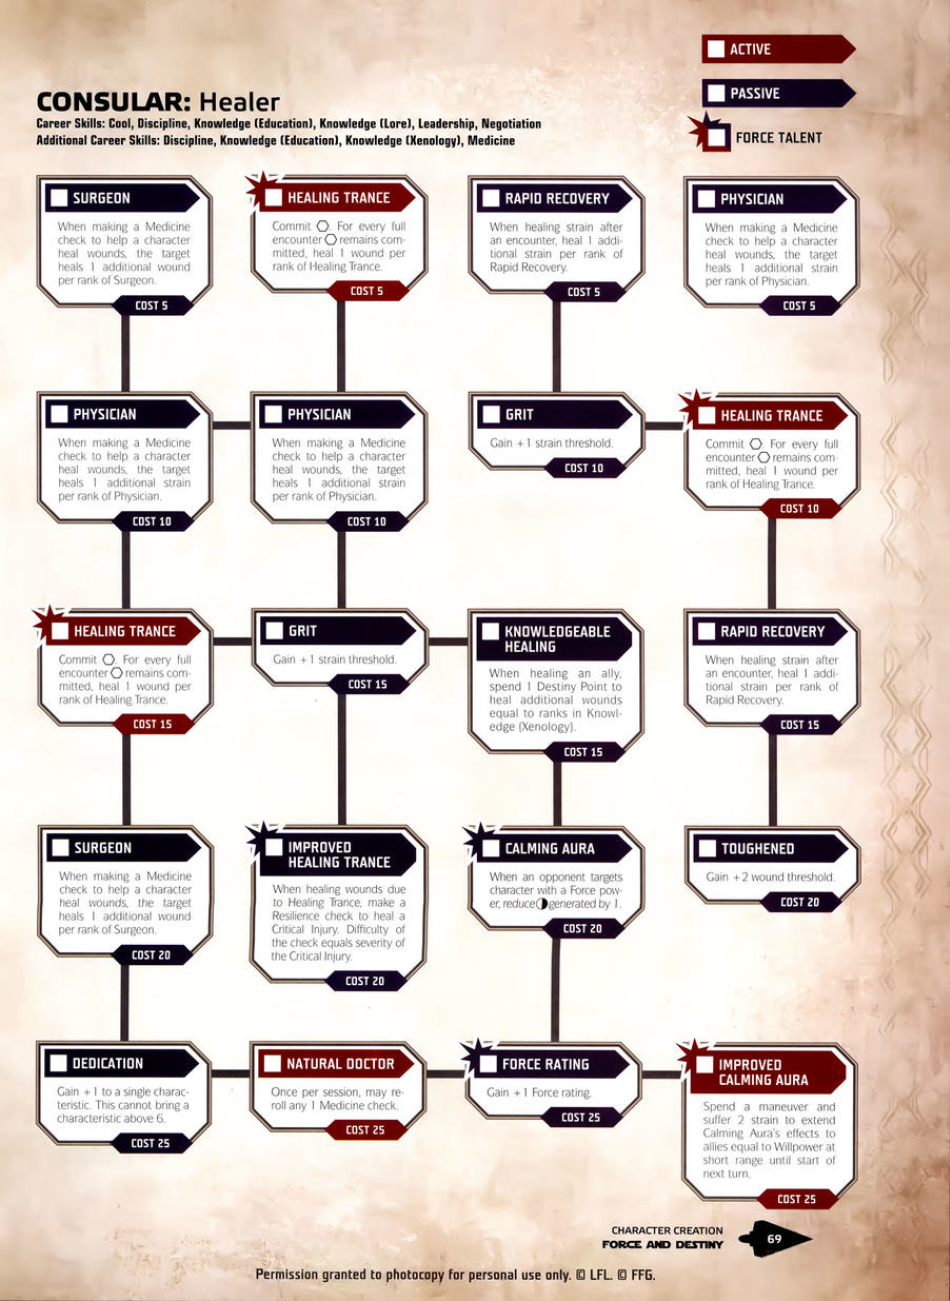 ACTIVE
PASSIVE
FORCE TALENT
CONSULAR: Healer
Career Skills: Cool, Discipline, Knowledge (Education), Knowledge (Lore), Leadership, Negotiation
Additional Career Skills: Discipline, Knowledge (Education), Knowledge (Xenology), Medicine
SURGEON
When making a Medicine
check to help a character
heal wounds, the target
heals 1 additional wound
per rank of Surgeon.
COST 5
HEALING TRANCE
Commit . For every full
encounter remains com-
mitted, heal 1 wound per
rank of Healing Trance.
COST 5
RAPID RECOVERY
When healing strain after
an encounter, heal 1 addi-
tional strain per rank of
Rapid Recovery.
COST 5
PHYSICIAN
When making a Medicine
check to help a character
heal wounds, the target
heals 1 additional strain
per rank of Physician.
COST 5
PHYSICIAN
When making a Medicine
check to help a character
heal wounds, the target
heals 1 additional strain
per rank of Physician.
COST 10
PHYSICIAN
When making a Medicine
check to help a character
heal wounds, the target
heals 1 additional strain
per rank of Physician.
COST 10
GRIT
Gain +1 strain threshold.
COST 10
HEALING TRANCE
Commit . For every full
encounter remains com-
mitted, heal 1 wound per
rank of Healing Trance.
COST 10
HEALING TRANCE
Commit . For every full
encounter remains com-
mitted, heal 1 wound per
rank of Healing Trance.
COST 15
GRIT
Gain +1 strain threshold.
COST 15
KNOWLEDGEABLE
HEALING
When healing an ally,
spend 1 Destiny Point to
heal additional wounds
equal to ranks in Knowl-
edge (Xenology).
COST 15
RAPID RECOVERY
When healing strain after
an encounter, heal 1 addi-
tional strain per rank of
Rapid Recovery.
COST 15
SURGEON
When making a Medicine
check to help a character
heal wounds, the target
heals 1 additional wound
per rank of Surgeon.
COST 20
IMPROVED
HEALING TRANCE
When healing wounds due
to Healing Trance, make a
Resilience check to heal a
Critical Injury. Difficulty of
the check equals severity of
the Critical Injury.
COST 20
CALMING AURA
When an opponent targets
character with a Force pow-
er, reduce generated by 1.
COST 20
TOUGHENED
Gain +2 wound threshold.
COST 20
DEDICATION
Gain +1 to a single charac-
teristic. This cannot bring a
characteristic above 6.
COST 25
NATURAL DOCTOR
Once per session, may re-
roll any 1 Medicine check.
COST 25
FORCE RATING
Gain +1 Force rating.
COST 25
IMPROVED
CALMING AURA
Spend a maneuver and
suffer 2 strain to extend
Calming Aura's effects to
allies equal to Willpower at
short range until start of
next turn.
COST 25
CHARACTER CREATION
FORCE AND DESTINY
69
Permission granted to photocopy for personal use only. © LFL. © FFG.